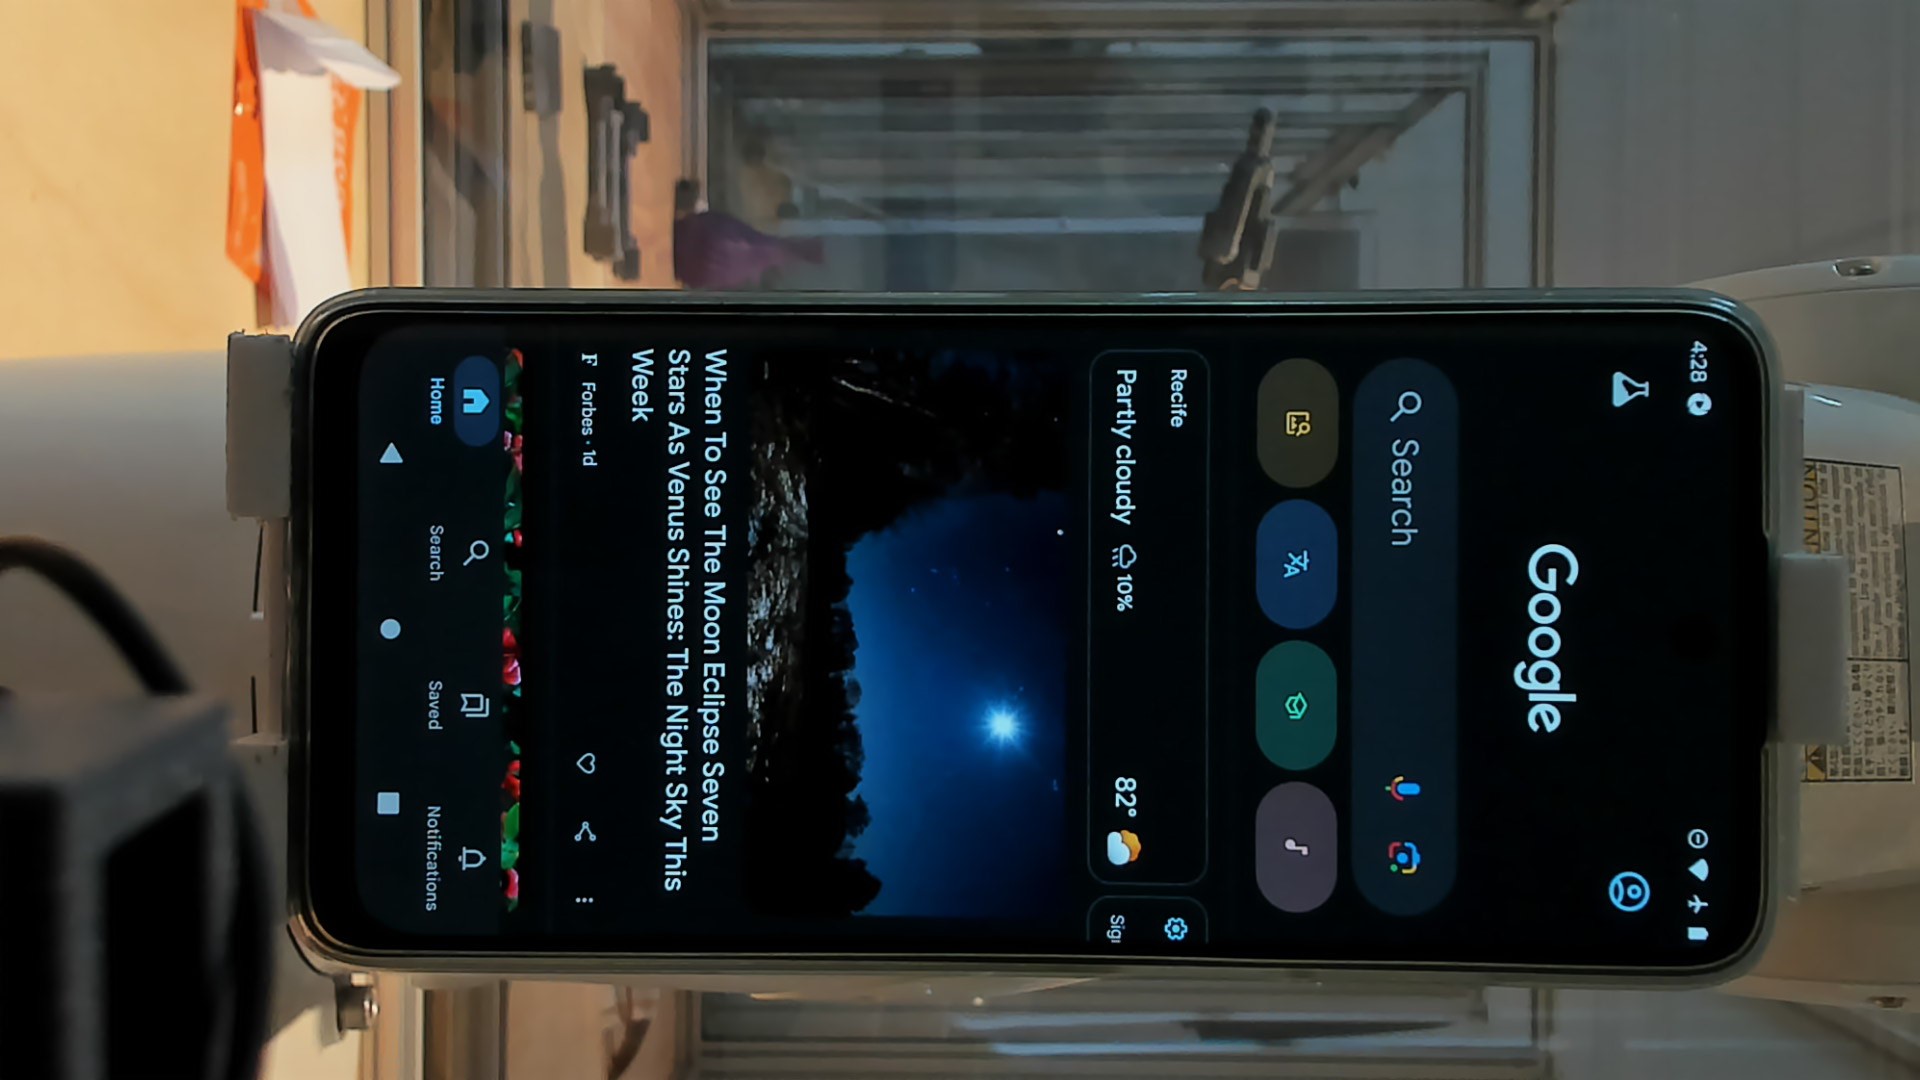 4:28
Google
Search
Recife
Partly cloudy 10%
82°
When To See The Moon Eclipse Seven
Stars As Venus Shines: The Night Sky This
Week
F Forbes · 1d
Home
Search
Saved
Notifications